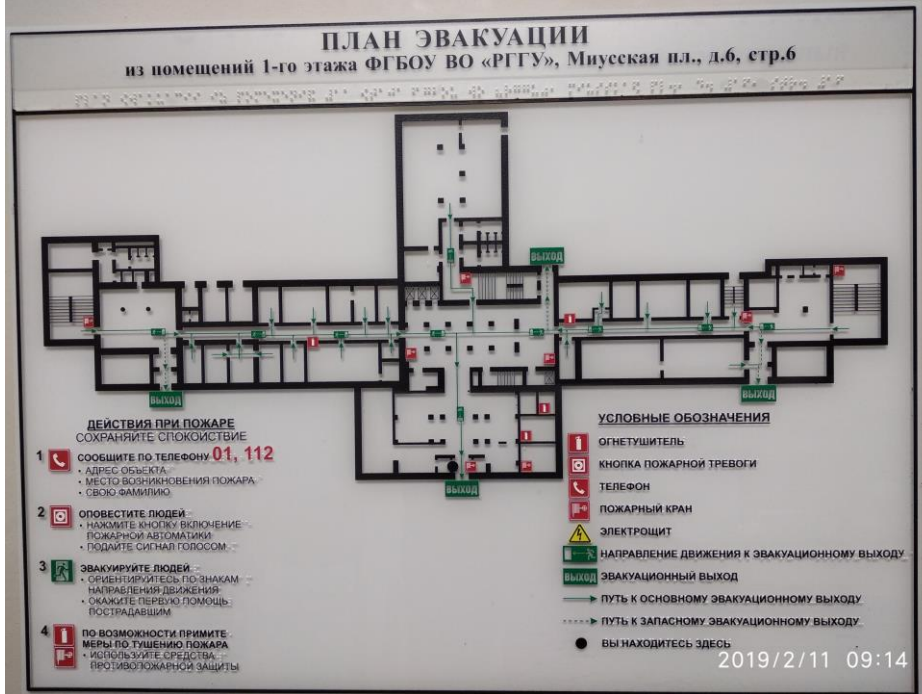 ПЛАН ЭВАКУАЦИИ
из помещений 1-го этажа ФГБОУ ВО «РГГУ», Миусская пл., д.6, стр.6
ВЫХОД
ВЫХОД
ВЫХОД
ВЫХОД
ДЕЙСТВИЯ ПРИ ПОЖАРЕ
СОХРАНЯЙТЕ СПОКОЙСТВИЕ
1 СООБЩИТЕ ПО ТЕЛЕФОНУ 01, 112
• АДРЕС ОБЪЕКТА
• МЕСТО ВОЗНИКНОВЕНИЯ ПОЖАРА
• СВОЮ ФАМИЛИЮ
2 ОПОВЕСТИТЕ ЛЮДЕЙ
• НАЖМИТЕ КНОПКУ ВКЛЮЧЕНИЕ
ПОЖАРНОЙ АВТОМАТИКИ
• ПОДАЙТЕ СИГНАЛ ГОЛОСОМ
3 ЭВАКУИРУЙТЕ ЛЮДЕЙ
• ОРИЕНТИРУЙТЕСЬ ПО ЗНАКАМ
НАПРАВЛЕНИЯ ДВИЖЕНИЯ
• ОКАЖИТЕ ПЕРВУЮ ПОМОЩЬ
ПОСТРАДАВШИМ
4 ПО ВОЗМОЖНОСТИ ПРИМИТЕ
МЕРЫ ПО ТУШЕНИЮ ПОЖАРА
• ИСПОЛЬЗУЙТЕ СРЕДСТВА
ПРОТИВОПОЖАРНОЙ ЗАЩИТЫ
УСЛОВНЫЕ ОБОЗНАЧЕНИЯ
ОГНЕТУШИТЕЛЬ
КНОПКА ПОЖАРНОЙ ТРЕВОГИ
ТЕЛЕФОН
ПОЖАРНЫЙ КРАН
ЭЛЕКТРОЩИТ
НАПРАВЛЕНИЕ ДВИЖЕНИЯ К ЭВАКУАЦИОННОМУ ВЫХОДУ
ВЫХОД ЭВАКУАЦИОННЫЙ ВЫХОД
ПУТЬ К ОСНОВНОМУ ЭВАКУАЦИОННОМУ ВЫХОДУ
ПУТЬ К ЗАПАСНОМУ ЭВАКУАЦИОННОМУ ВЫХОДУ
ВЫ НАХОДИТЕСЬ ЗДЕСЬ
2019/2/11 09:14